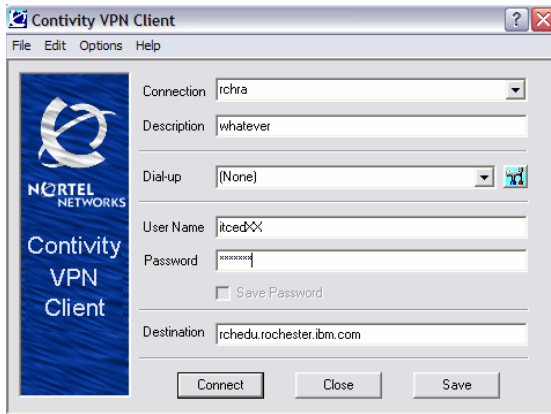 Contivity VPN Client
File Edit Options Help
Connection rchra
Description whatever
Dial-up (None)
NORTEL
NETWORKS
User Name itcedXX
Contivity
VPN
Client
Password ********
Save Password
Destination rchedu.rochester.ibm.com
Connect Close Save